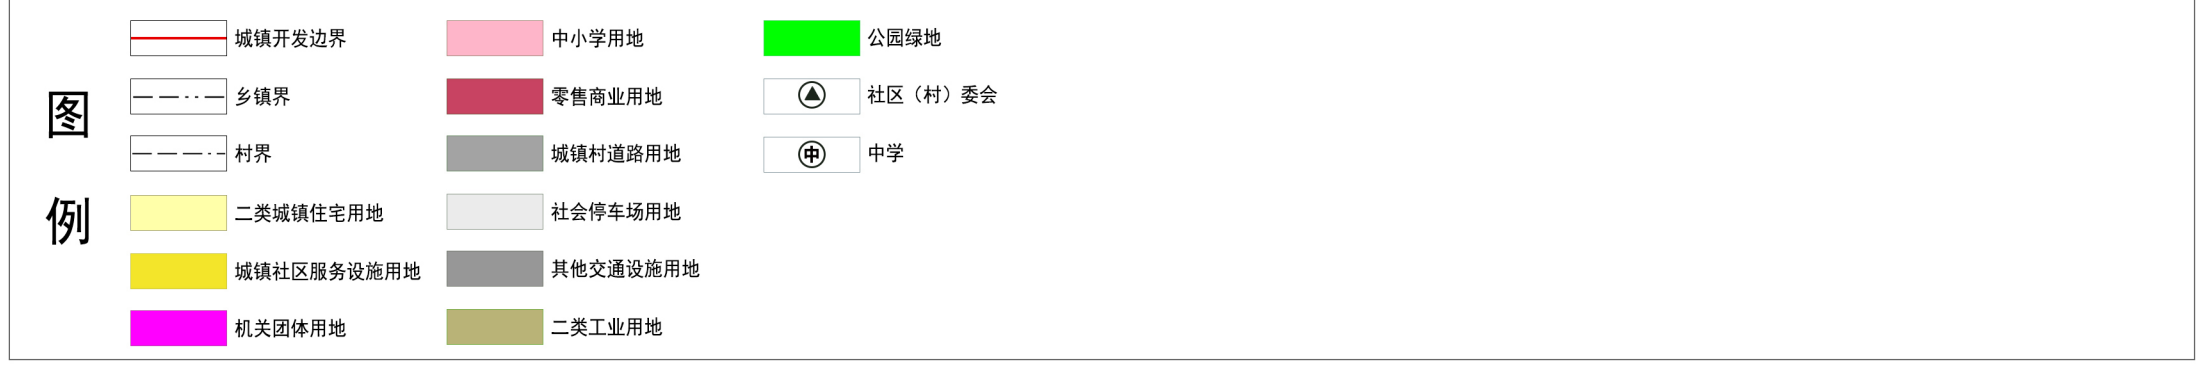 图例
城镇开发边界
乡镇界
村界
二类城镇住宅用地
城镇社区服务设施用地
机关团体用地
中小学用地
零售商业用地
城镇村道路用地
社会停车场用地
其他交通设施用地
二类工业用地
公园绿地
社区（村）委会
中 中学